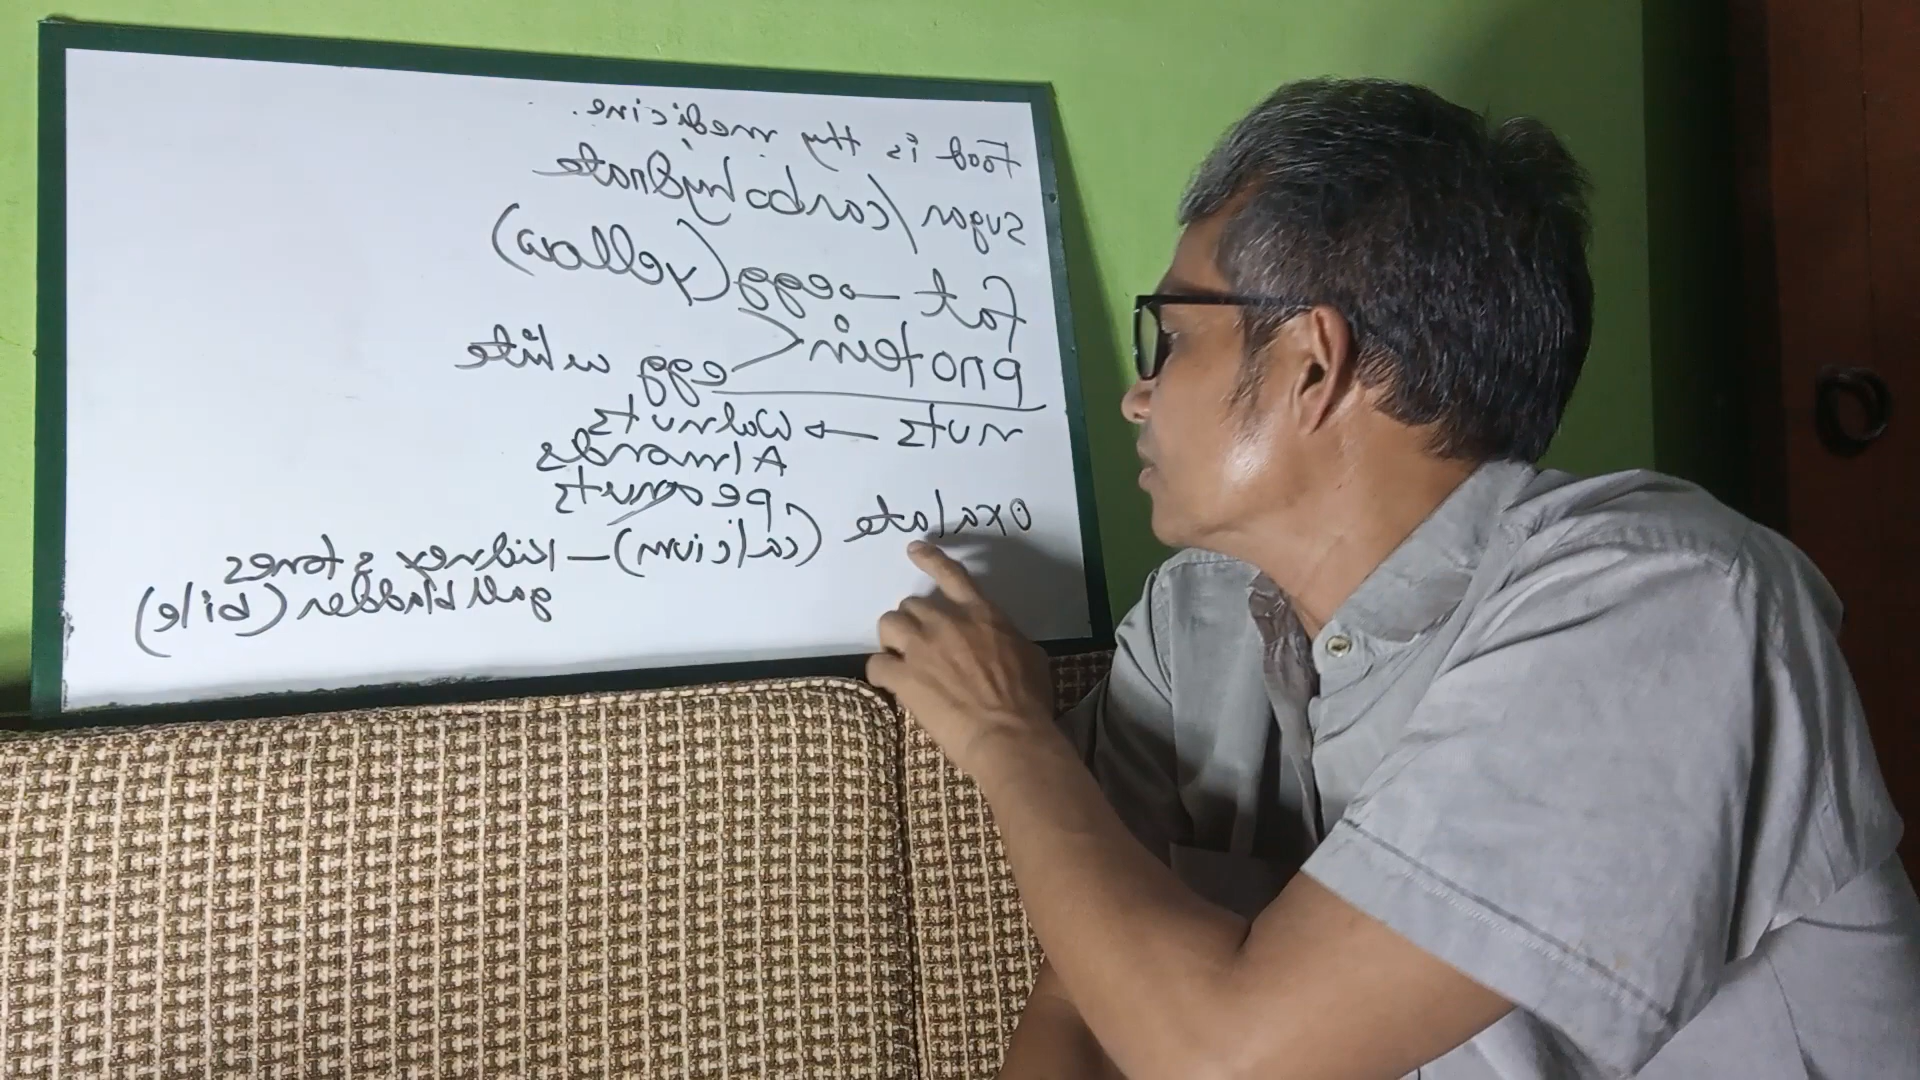 Food is thy medicine.
sugar / carbohydrate
fat → egg (yellow)
protein < egg white
nuts → Walnuts
Almonds
peanuts
Oxalate (calcium) - kidney stones
gall bladder (bile)